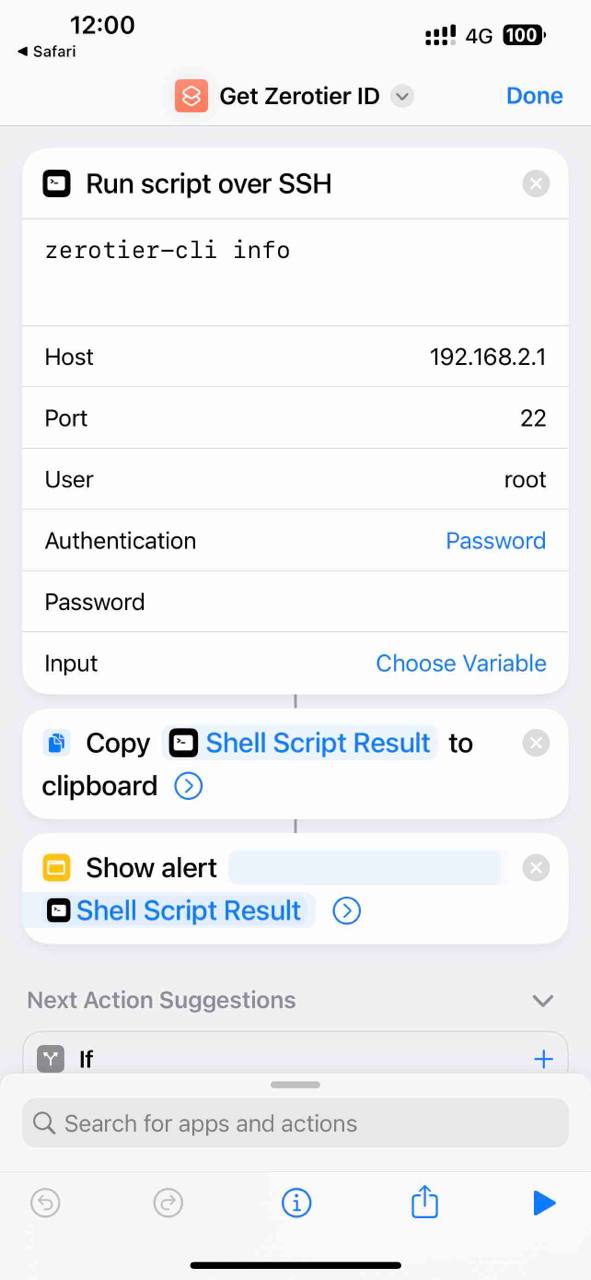 12:00
4G 100
◀ Safari
Get Zerotier ID
Done
Run script over SSH
zerotier-cli info
Host 192.168.2.1
Port 22
User root
Authentication Password
Password
Input Choose Variable
Copy Shell Script Result to
clipboard
Show alert
Shell Script Result
Next Action Suggestions
If
Search for apps and actions